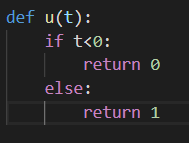 def u(t):
    if t<0:
        return 0
    else:
        return 1